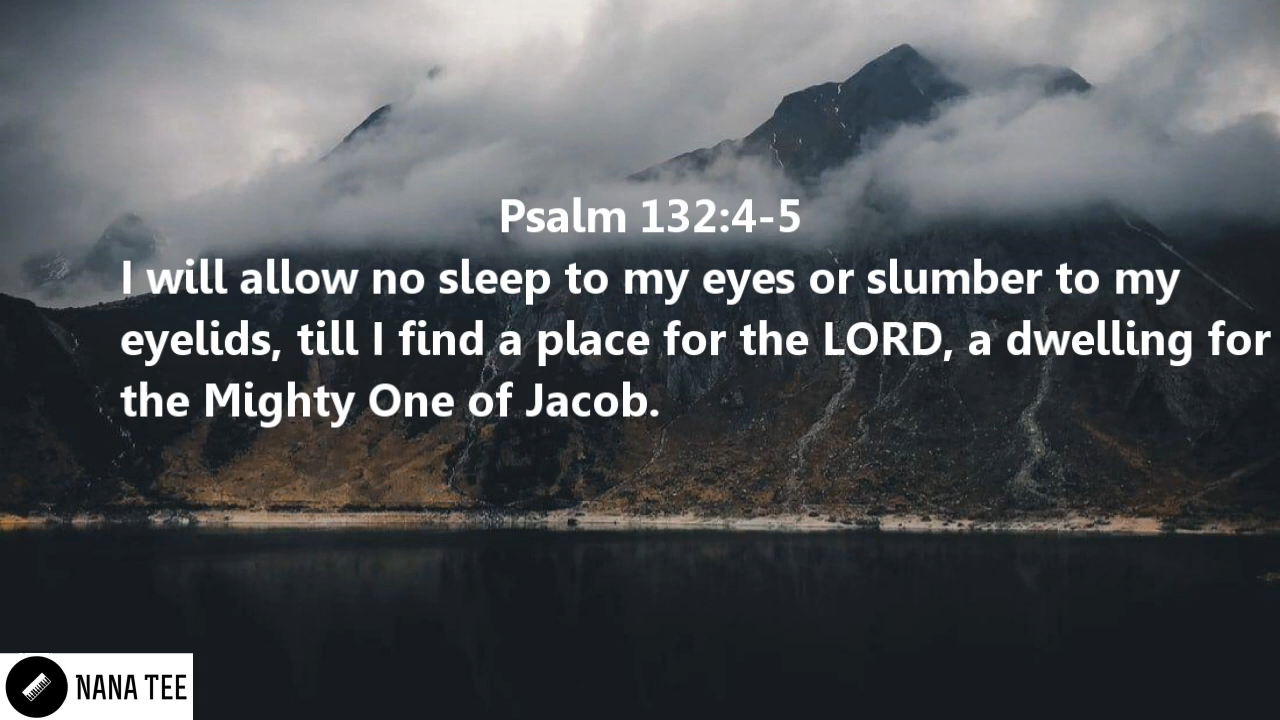 Psalm 132:4-5
I will allow no sleep to my eyes or slumber to my
eyelids, till I find a place for the LORD, a dwelling for
the Mighty One of Jacob.
NANA TEE